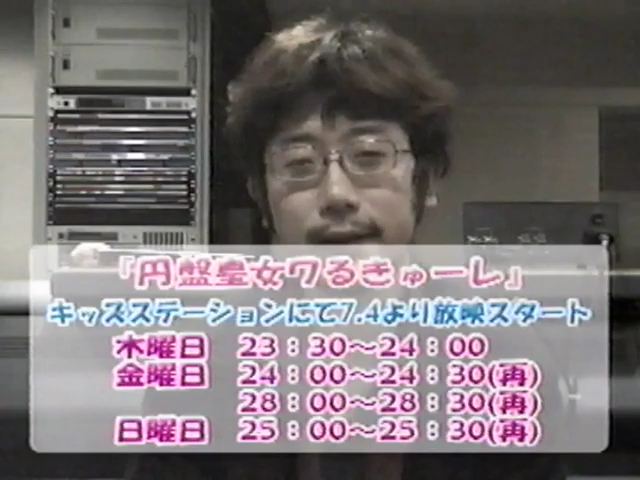 『円盤皇女ワるきゅーレ』
キッズステーションにて7.4より放映スタート
木曜日 23：30～24：00
金曜日 24：00～24：30(再)
28：00～28：30(再)
日曜日 25：00～25：30(再)